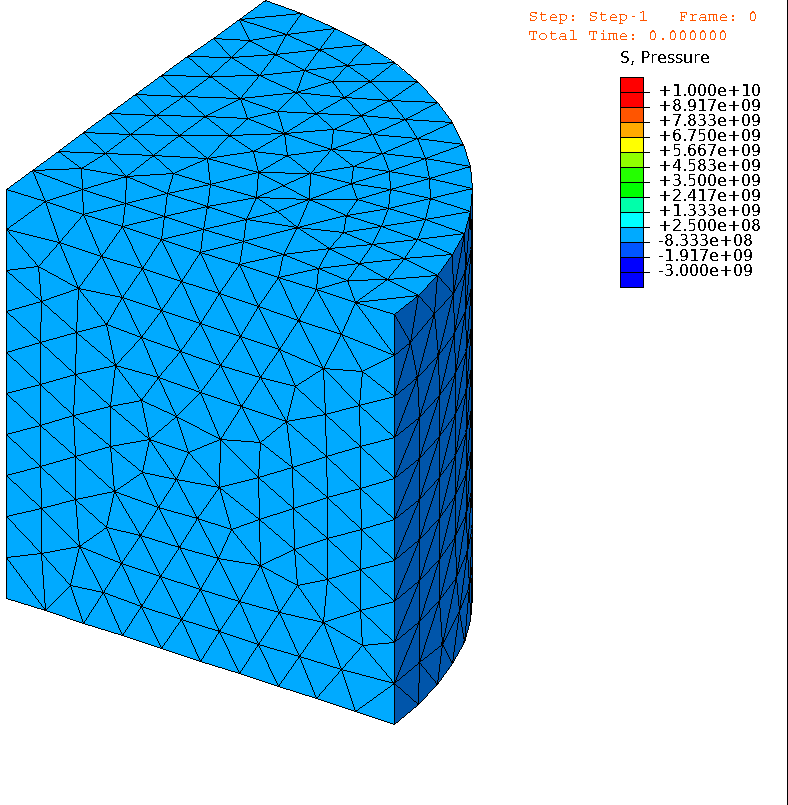 Step: Step-1   Frame: 0
Total Time: 0.000000
S, Pressure
+1.000e+10
+8.917e+09
+7.833e+09
+6.750e+09
+5.667e+09
+4.583e+09
+3.500e+09
+2.417e+09
+1.333e+09
+2.500e+08
-8.333e+08
-1.917e+09
-3.000e+09